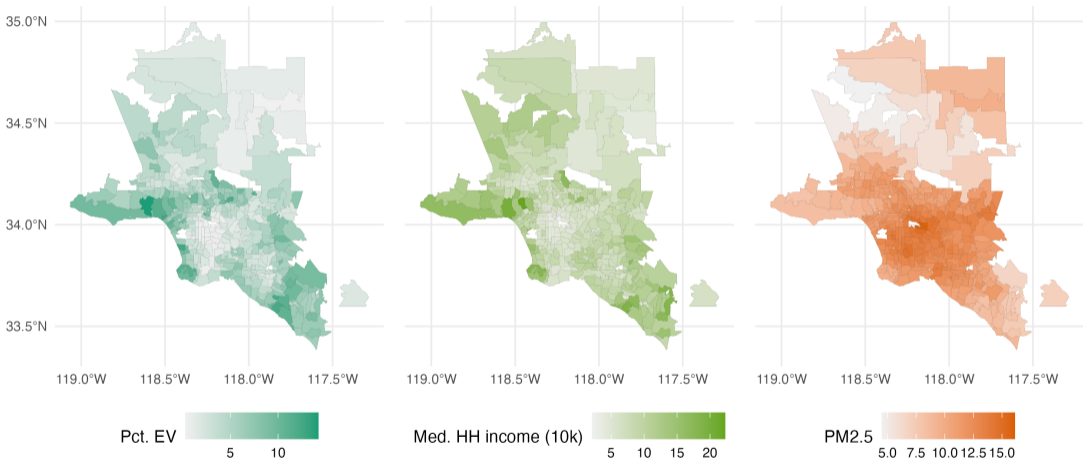 35.0°N
34.5°N
34.0°N
33.5°N
119.0°W 118.5°W 118.0°W 117.5°W 119.0°W 118.5°W 118.0°W 117.5°W 119.0°W 118.5°W 118.0°W 117.5°W
Pct. EV
5 10
Med. HH income (10k)
5 10 15 20
PM2.5
5.0 7.5 10.0 12.5 15.0